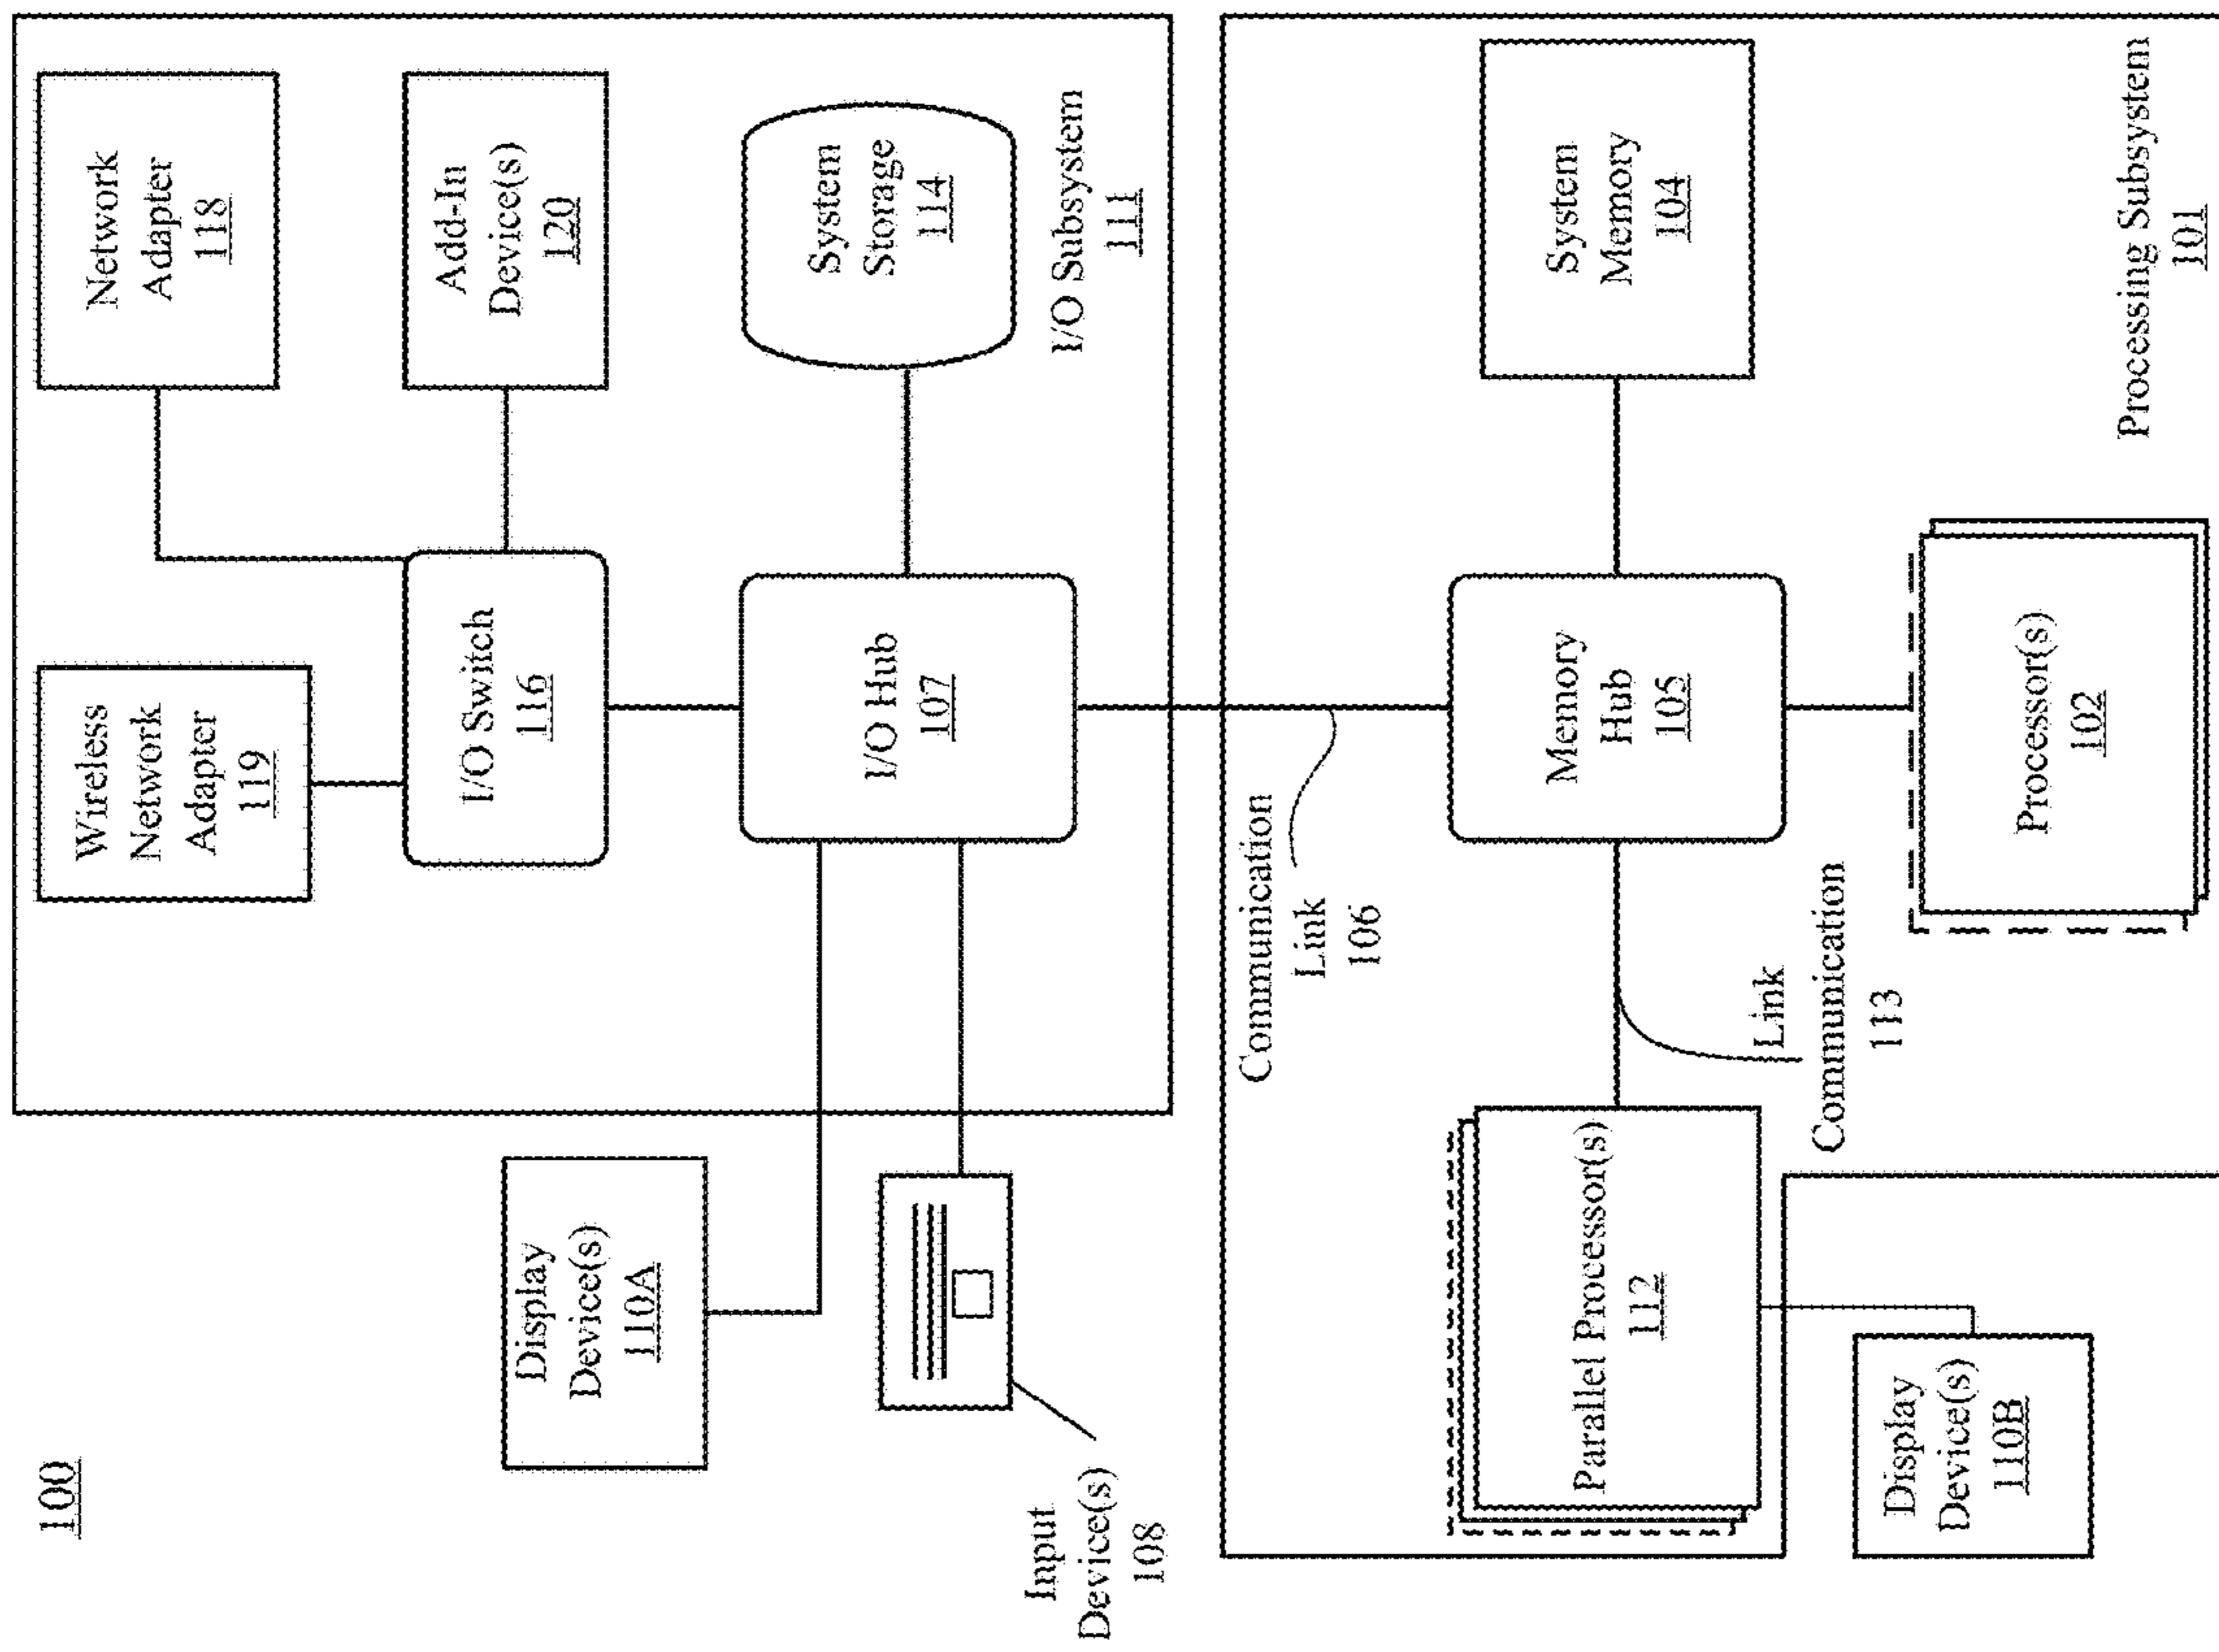 100
Wireless
Network
Adapter
119
Network
Adapter
118
I/O Switch
116
Add-In
Device(s)
120
Display
Device(s)
110A
I/O Hub
107
System
Storage
114
Input
Device(s)
108
I/O Subsystem
111
Communication
Link
106
Parallel Processor(s)
112
Memory
Hub
105
System
Memory
104
Link
Communication
113
Display
Device(s)
110B
Processor(s)
102
Processing Subsystem
101